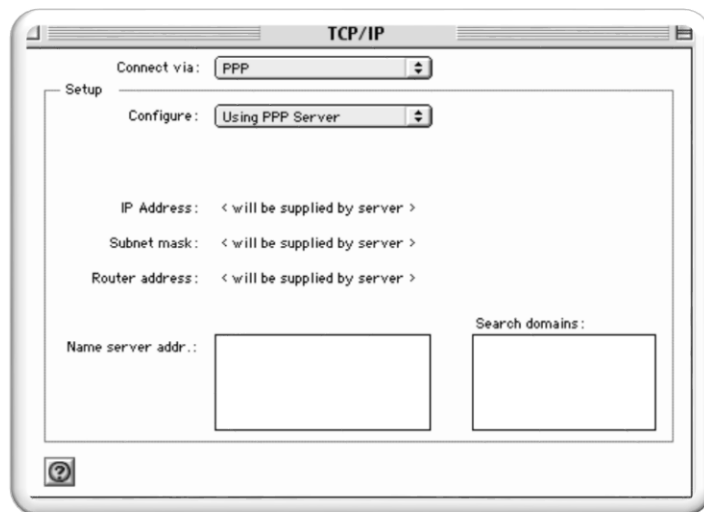 TCP/IP
Connect via: PPP
Setup
Configure: Using PPP Server
IP Address: < will be supplied by server >
Subnet mask: < will be supplied by server >
Router address: < will be supplied by server >
Search domains:
Name server addr.:
?